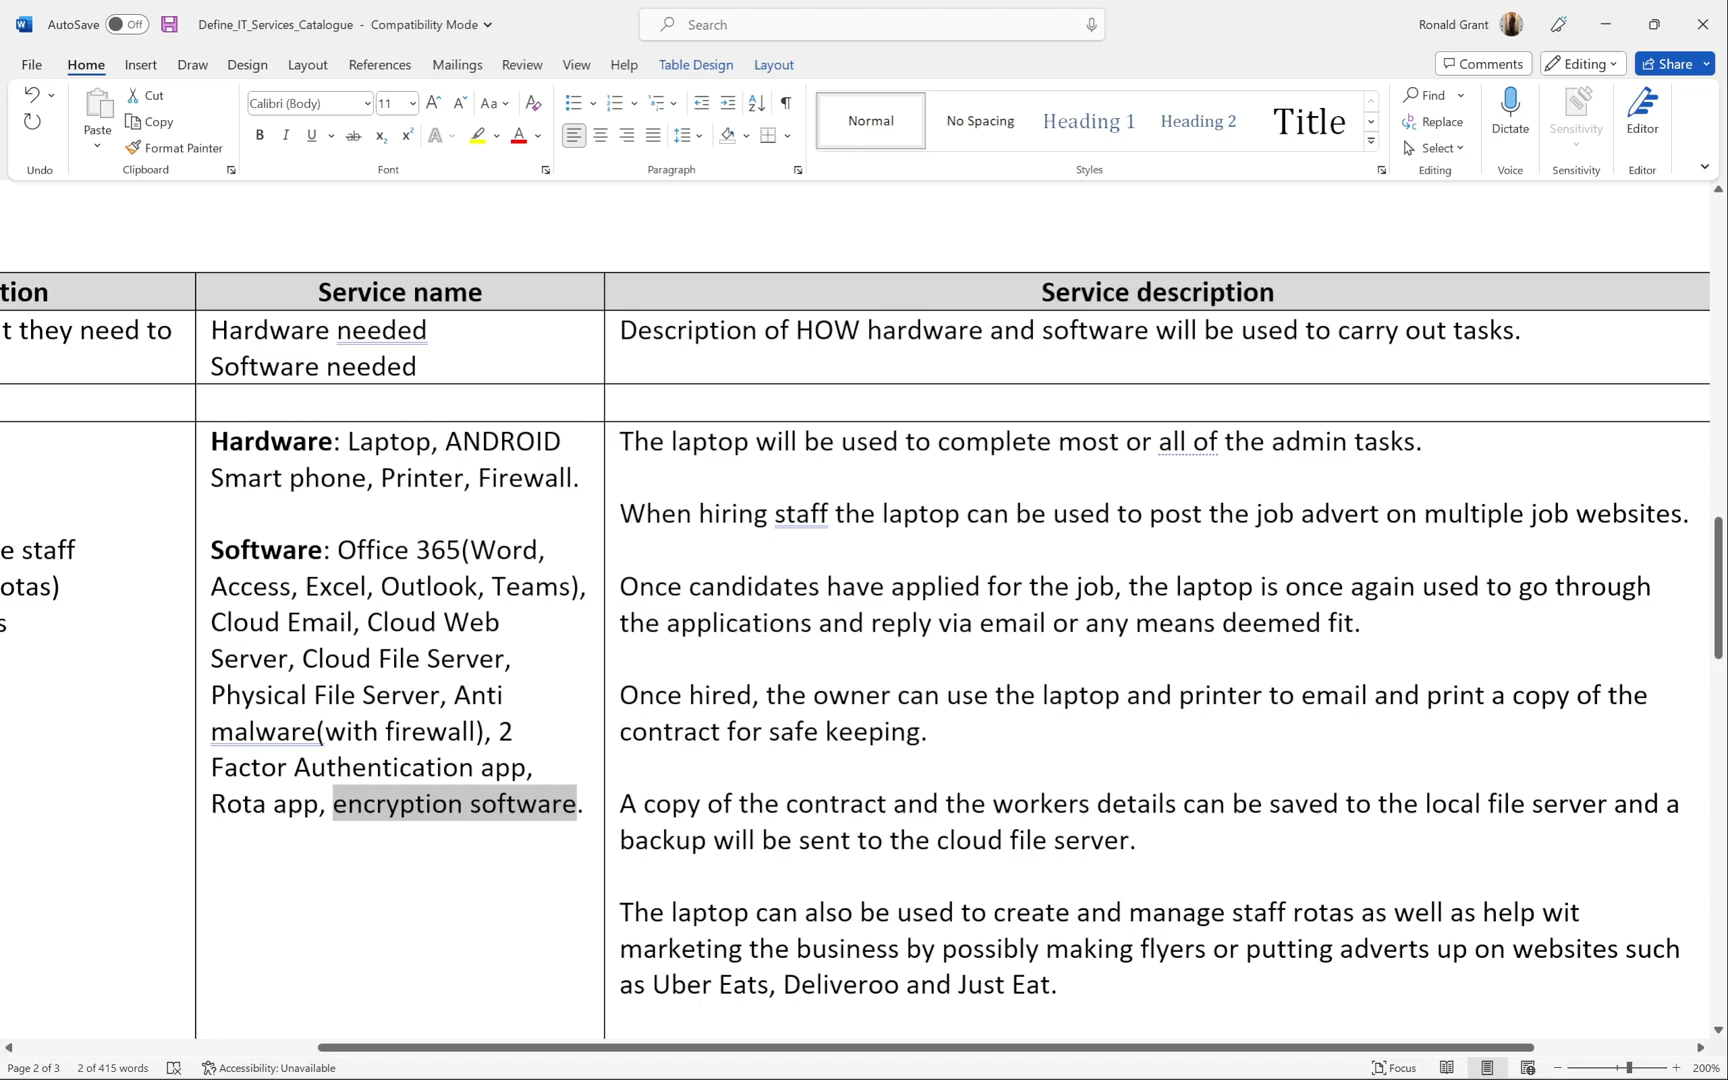 AutoSave Off Define_IT_Services_Catalogue - Compatibility Mode Search Ronald Grant
File Home Insert Draw Design Layout References Mailings Review View Help Table Design Layout Comments Editing Share
Cut
Copy
Format Painter
Paste
Calibri (Body) 11
Normal No Spacing Heading 1 Heading 2 Title
Find
Replace
Select
Dictate Sensitivity Editor
Undo Clipboard Font Paragraph Styles Editing Voice Sensitivity Editor
tion Service name Service description
t they need to
Hardware needed
Software needed
Description of HOW hardware and software will be used to carry out tasks.
e staff
otas)
s
Hardware: Laptop, ANDROID
Smart phone, Printer, Firewall.
Software: Office 365(Word,
Access, Excel, Outlook, Teams),
Cloud Email, Cloud Web
Server, Cloud File Server,
Physical File Server, Anti
malware(with firewall), 2
Factor Authentication app,
Rota app, encryption software.
The laptop will be used to complete most or all of the admin tasks.
When hiring staff the laptop can be used to post the job advert on multiple job websites.
Once candidates have applied for the job, the laptop is once again used to go through
the applications and reply via email or any means deemed fit.
Once hired, the owner can use the laptop and printer to email and print a copy of the
contract for safe keeping.
A copy of the contract and the workers details can be saved to the local file server and a
backup will be sent to the cloud file server.
The laptop can also be used to create and manage staff rotas as well as help wit
marketing the business by possibly making flyers or putting adverts up on websites such
as Uber Eats, Deliveroo and Just Eat.
Page 2 of 3 2 of 415 words Accessibility: Unavailable Focus 200%